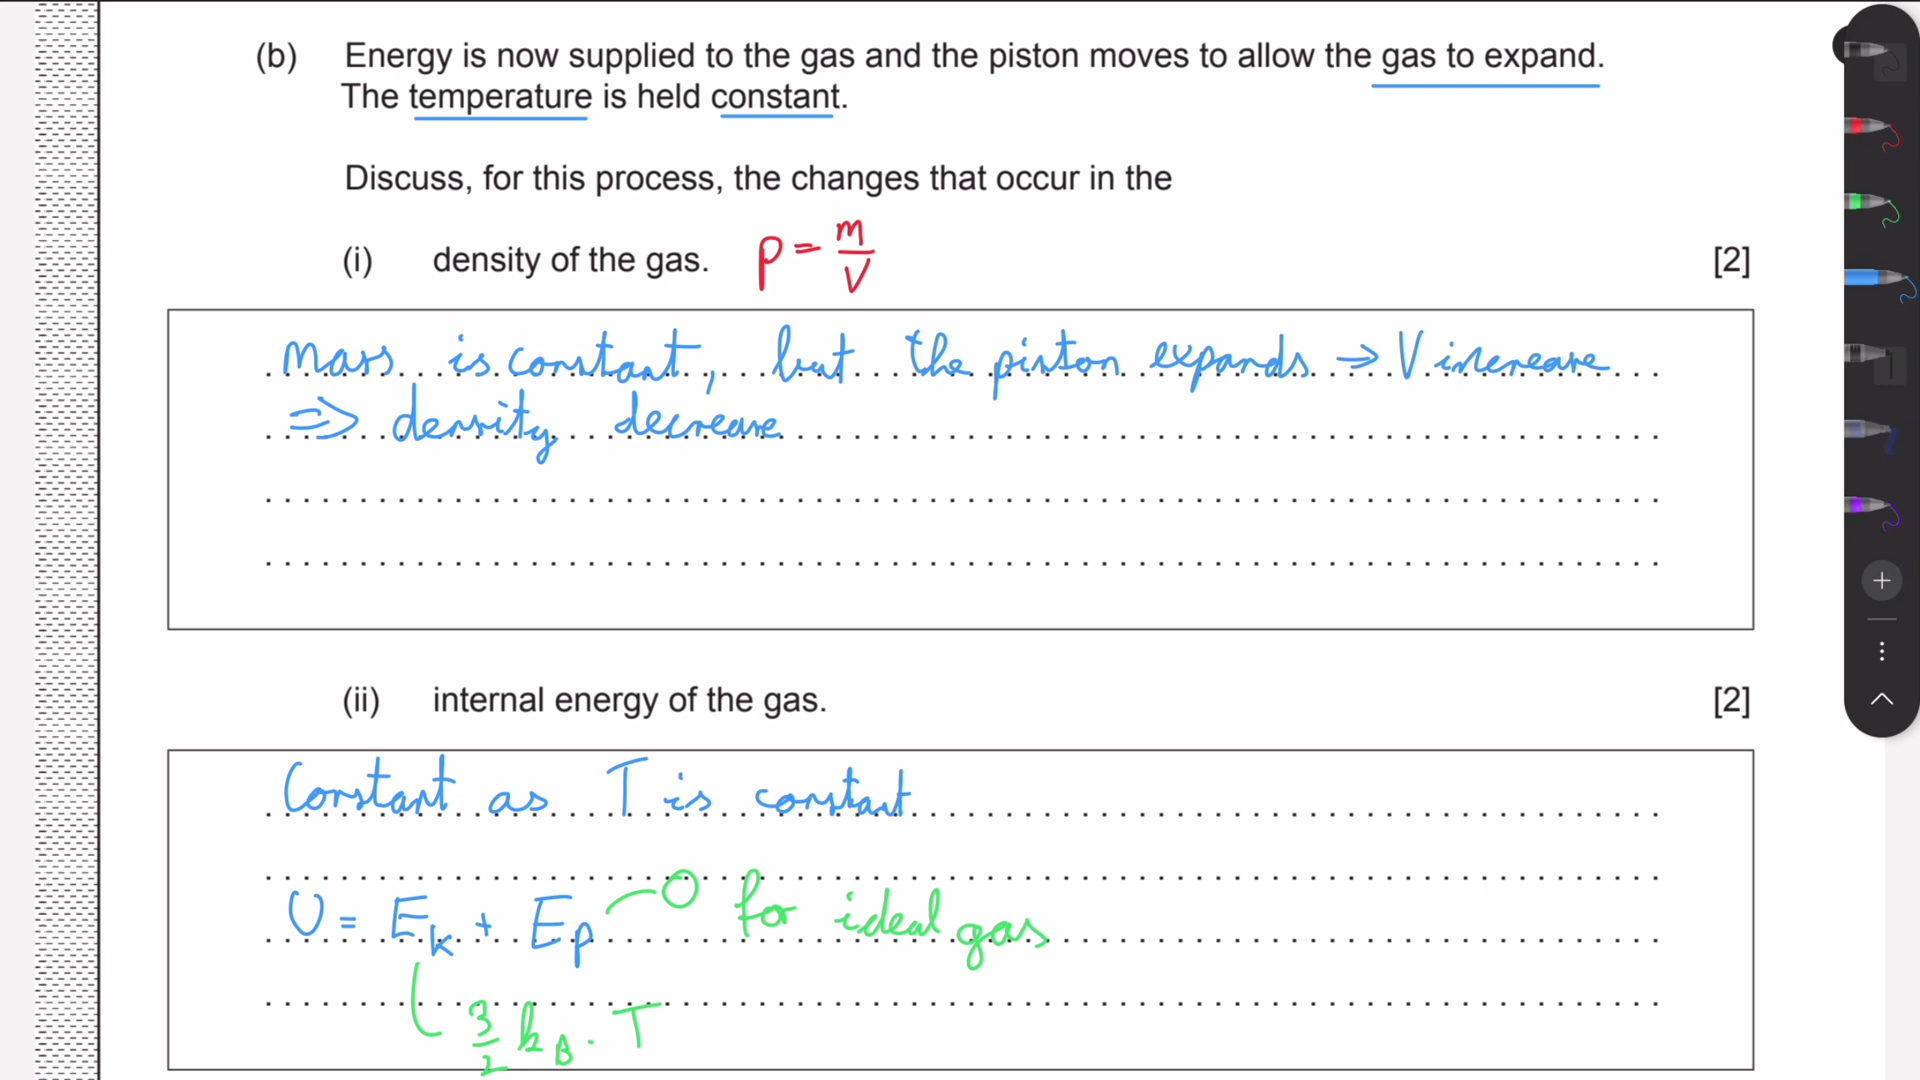 (b) Energy is now supplied to the gas and the piston moves to allow the gas to expand.
The temperature is held constant.
Discuss, for this process, the changes that occur in the
(i) density of the gas. ρ = m/V [2]
Mass is constant, but the piston expands ⇒ V increase
⇒ density decrease
(ii) internal energy of the gas. [2]
Constant as T is constant
U = E_k + E_p 0 for ideal gas
3/2 k_B · T